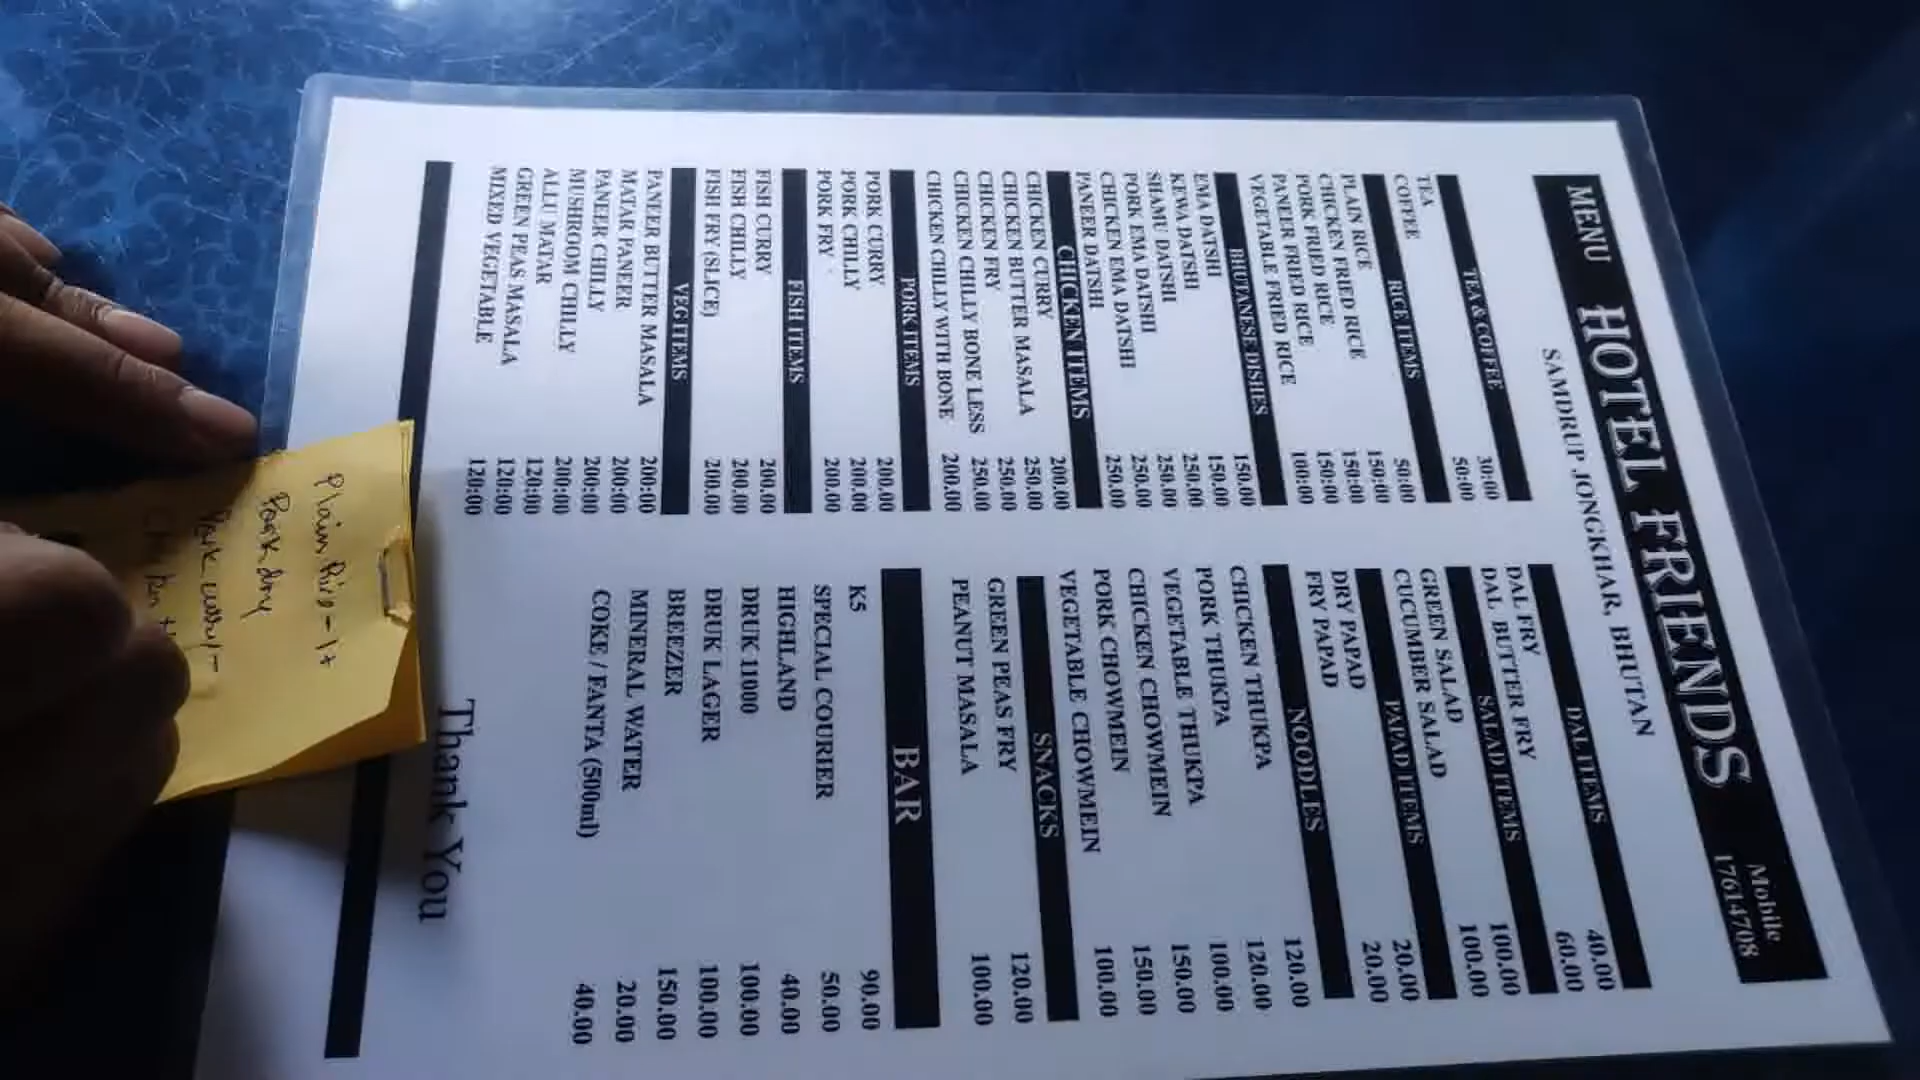 MENU HOTEL FRIENDS Mobile 17614708
SAMDRUP JONGKHAR, BHUTAN
TEA & COFFEE
TEA 30:00
COFFEE 50:00
RICE ITEMS
PLAIN RICE 50:00
CHICKEN FRIED RICE 150:00
PORK FRIED RICE 150:00
PANEER FRIED RICE 150:00
VEGETABLE FRIED RICE 100:00
BHUTANESE DISHES
EMA DATSHI 150.00
KEWA DATSHI 150.00
SHAMU DATSHI 250.00
PORK EMA DATSHI 250.00
CHICKEN EMA DATSHI 250.00
PANEER DATSHI 250.00
CHICKEN ITEMS
CHICKEN CURRY 200.00
CHICKEN BUTTER MASALA 250.00
CHICKEN FRY 250.00
CHICKEN CHILLY BONE LESS 250.00
CHICKEN CHILLY WITH BONE 200.00
PORK ITEMS
PORK CURRY 200.00
PORK CHILLY 200.00
PORK FRY 200.00
FISH ITEMS
FISH CURRY 200.00
FISH CHILLY 200.00
FISH FRY (SLICE) 200.00
VEG ITEMS
PANEER BUTTER MASALA 200:00
MATAR PANEER 200:00
PANEER CHILLY 200:00
MUSHROOM CHILLY 200:00
ALLU MATAR 120:00
GREEN PEAS MASALA 120:00
MIXED VEGETABLE 120:00
DAL ITEMS
DAL FRY 40.00
DAL BUTTER FRY 60.00
SALAD ITEMS
GREEN SALAD 100.00
CUCUMBER SALAD 100.00
PAPAD ITEMS
DRY PAPAD 20.00
FRY PAPAD 20.00
NOODLES
CHICKEN THUKPA 120.00
PORK THUKPA 120.00
VEGETABLE THUKPA 100.00
CHICKEN CHOWMEIN 150.00
PORK CHOWMEIN 150.00
VEGETABLE CHOWMEIN 100.00
SNACKS
GREEN PEAS FRY 120.00
PEANUT MASALA 100.00
BAR
K5 90.00
SPECIAL COURIER 50.00
HIGHLAND 40.00
DRUK 11000 100.00
DRUK LAGER 100.00
BREEZER 150.00
MINERAL WATER 20.00
COKE / FANTA (500ml) 40.00
Thank You
Plain
Pork dry
Pork